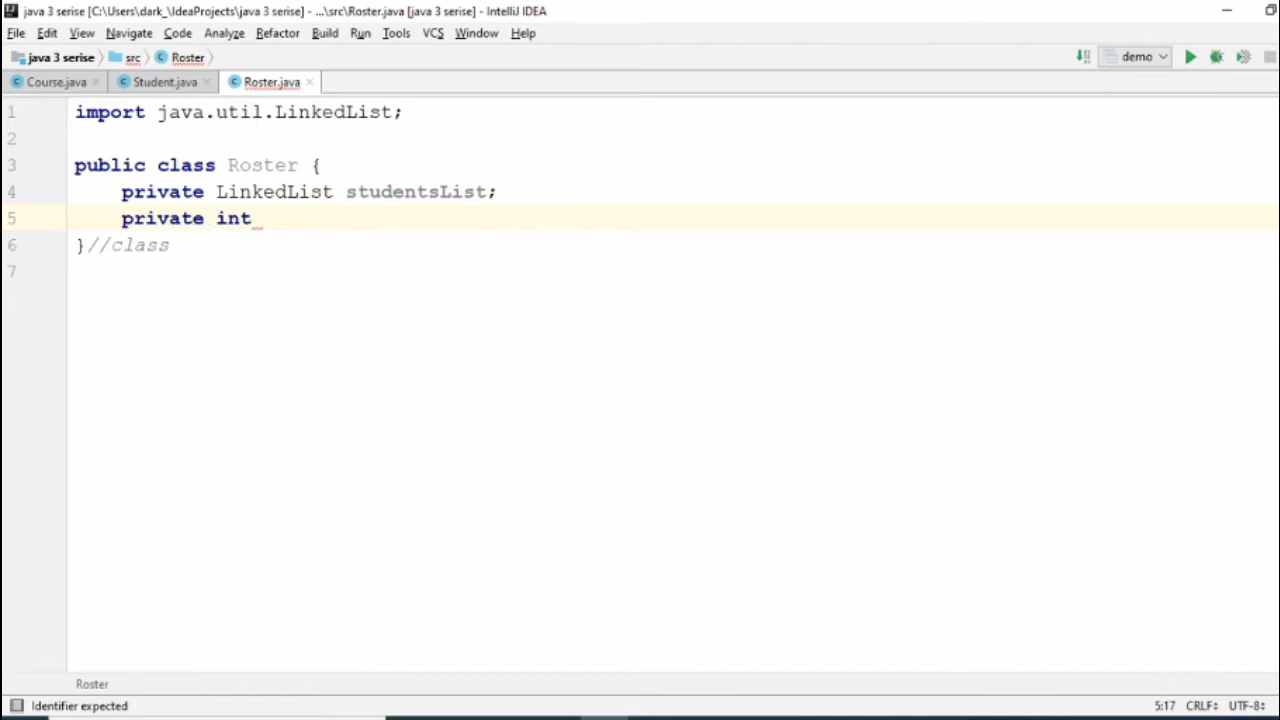 java 3 serise [C:\Users\dark_\IdeaProjects\java 3 serise] - ...\src\Roster.java [java 3 serise] - IntelliJ IDEA
File Edit View Navigate Code Analyze Refactor Build Run Tools VCS Window Help
java 3 serise src Roster demo
Course.java Student.java Roster.java
1 import java.util.LinkedList;
2
3 public class Roster {
4 private LinkedList studentsList;
5 private int
6 }//class
7
Roster
Identifier expected 5:17 CRLF UTF-8